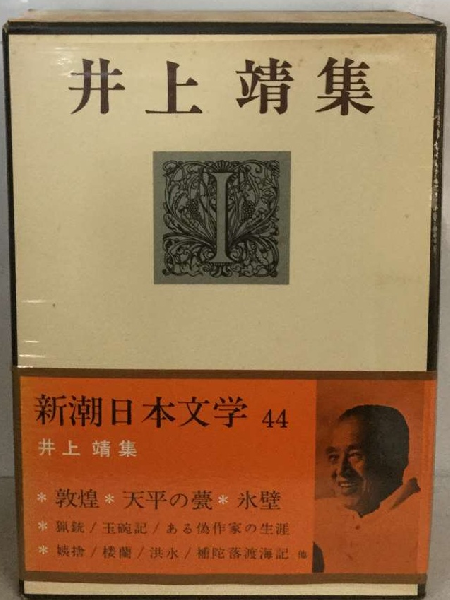 井上 靖集
I
新潮日本文学 44
井上 靖集
* 敦煌 * 天平の甍 * 氷壁
* 猟銃 / 玉碗記 / ある偽作家の生涯
* 姨捨 / 楼蘭 / 洪水 / 補陀落渡海記 他